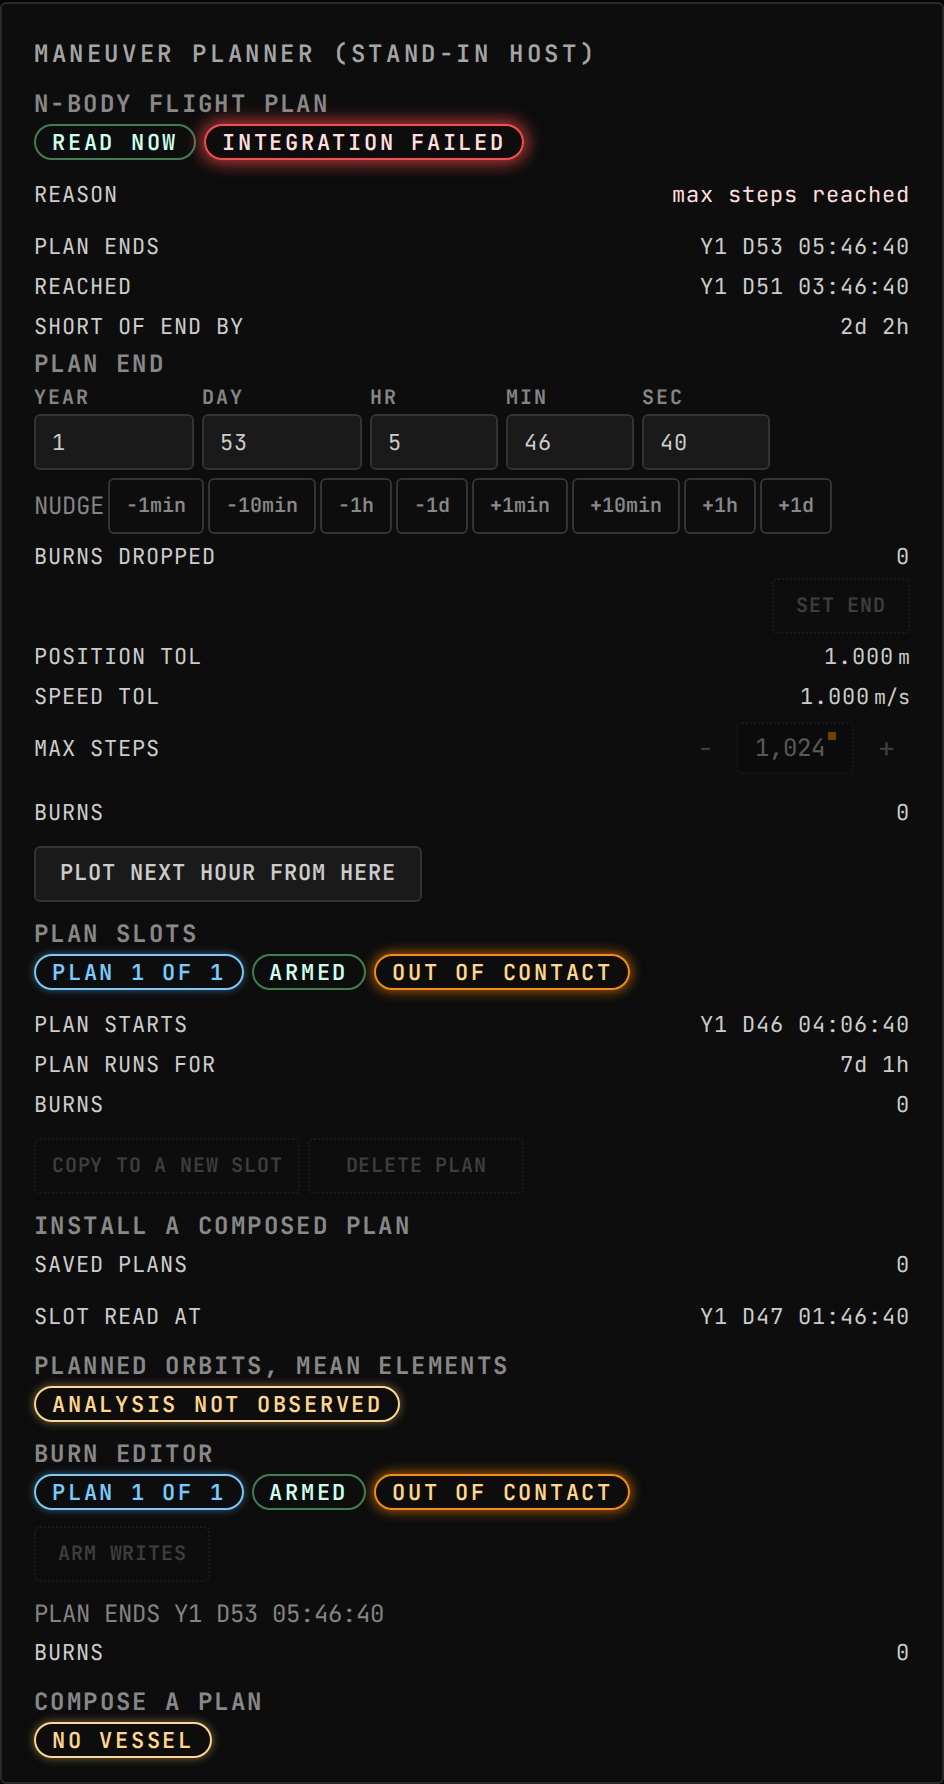 MANEUVER PLANNER (STAND-IN HOST)
N-BODY FLIGHT PLAN
READ NOW INTEGRATION FAILED
REASON max steps reached
PLAN ENDS Y1 D53 05:46:40
REACHED Y1 D51 03:46:40
SHORT OF END BY 2d 2h
PLAN END
YEAR DAY HR MIN SEC
1 53 5 46 40
NUDGE -1min -10min -1h -1d +1min +10min +1h +1d
BURNS DROPPED 0
SET END
POSITION TOL 1.000 m
SPEED TOL 1.000 m/s
MAX STEPS - 1,024 +
BURNS 0
PLOT NEXT HOUR FROM HERE
PLAN SLOTS
PLAN 1 OF 1 ARMED OUT OF CONTACT
PLAN STARTS Y1 D46 04:06:40
PLAN RUNS FOR 7d 1h
BURNS 0
COPY TO A NEW SLOT DELETE PLAN
INSTALL A COMPOSED PLAN
SAVED PLANS 0
SLOT READ AT Y1 D47 01:46:40
PLANNED ORBITS, MEAN ELEMENTS
ANALYSIS NOT OBSERVED
BURN EDITOR
PLAN 1 OF 1 ARMED OUT OF CONTACT
ARM WRITES
PLAN ENDS Y1 D53 05:46:40
BURNS 0
COMPOSE A PLAN
NO VESSEL